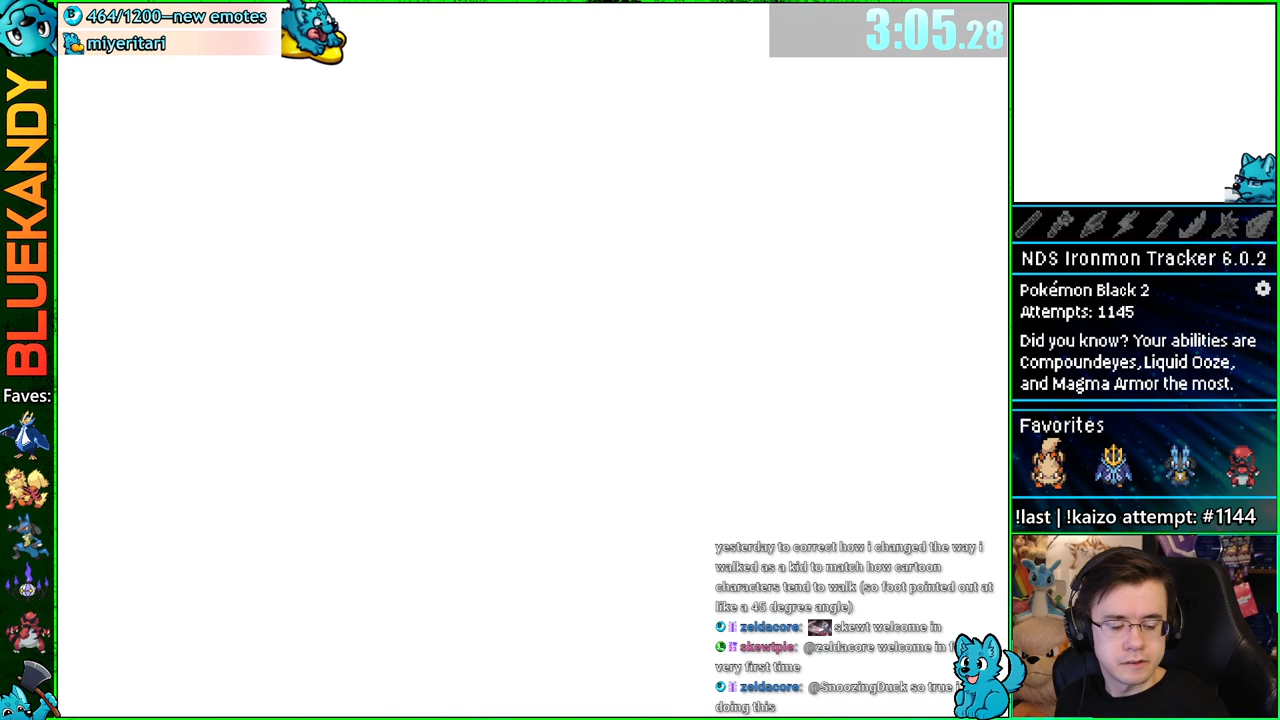 464/1200—new emotes
miyeritari
3:05.28
BLUEKANDY
Faves:
NDS Ironmon Tracker 6.0.2
Pokémon Black 2
Attempts: 1145
Did you know? Your abilities are
Compoundeyes, Liquid Ooze,
and Magma Armor the most.
Favorites
!last | !kaizo attempt: #1144
yesterday to correct how i changed the way i
walked as a kid to match how cartoon
characters tend to walk (so foot pointed out at
like a 45 degree angle)
zeldacore: skewt welcome in
skewtpie: @zeldacore welcome in
very first time
zeldacore: @SnoozingDuck so true
doing this